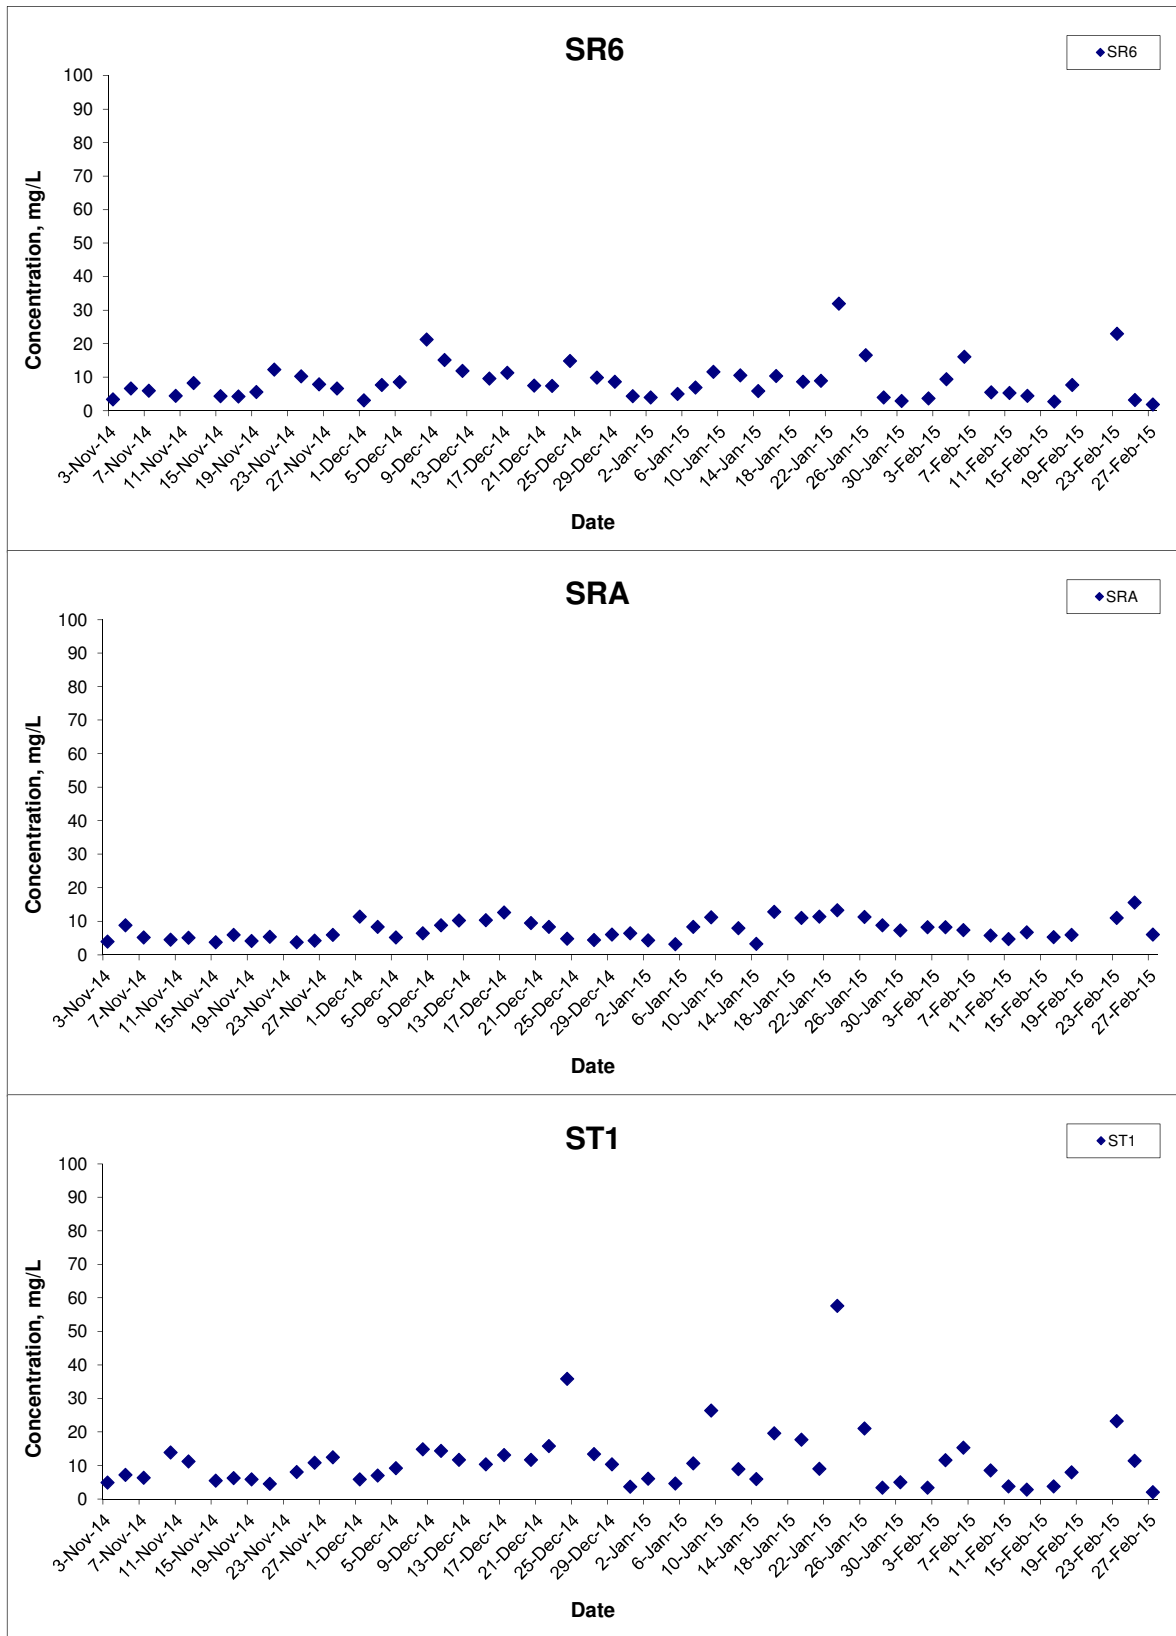 SR6
SR6
100
90
80
70
60
50
40
30
20
10
0
Concentration, mg/L
3-Nov-14
7-Nov-14
11-Nov-14
15-Nov-14
19-Nov-14
23-Nov-14
27-Nov-14
1-Dec-14
5-Dec-14
9-Dec-14
13-Dec-14
17-Dec-14
21-Dec-14
25-Dec-14
29-Dec-14
2-Jan-15
6-Jan-15
10-Jan-15
14-Jan-15
18-Jan-15
22-Jan-15
26-Jan-15
30-Jan-15
3-Feb-15
7-Feb-15
11-Feb-15
15-Feb-15
19-Feb-15
23-Feb-15
27-Feb-15
Date
SRA
SRA
100
90
80
70
60
50
40
30
20
10
0
Concentration, mg/L
3-Nov-14
7-Nov-14
11-Nov-14
15-Nov-14
19-Nov-14
23-Nov-14
27-Nov-14
1-Dec-14
5-Dec-14
9-Dec-14
13-Dec-14
17-Dec-14
21-Dec-14
25-Dec-14
29-Dec-14
2-Jan-15
6-Jan-15
10-Jan-15
14-Jan-15
18-Jan-15
22-Jan-15
26-Jan-15
30-Jan-15
3-Feb-15
7-Feb-15
11-Feb-15
15-Feb-15
19-Feb-15
23-Feb-15
27-Feb-15
Date
ST1
ST1
100
90
80
70
60
50
40
30
20
10
0
Concentration, mg/L
3-Nov-14
7-Nov-14
11-Nov-14
15-Nov-14
19-Nov-14
23-Nov-14
27-Nov-14
1-Dec-14
5-Dec-14
9-Dec-14
13-Dec-14
17-Dec-14
21-Dec-14
25-Dec-14
29-Dec-14
2-Jan-15
6-Jan-15
10-Jan-15
14-Jan-15
18-Jan-15
22-Jan-15
26-Jan-15
30-Jan-15
3-Feb-15
7-Feb-15
11-Feb-15
15-Feb-15
19-Feb-15
23-Feb-15
27-Feb-15
Date